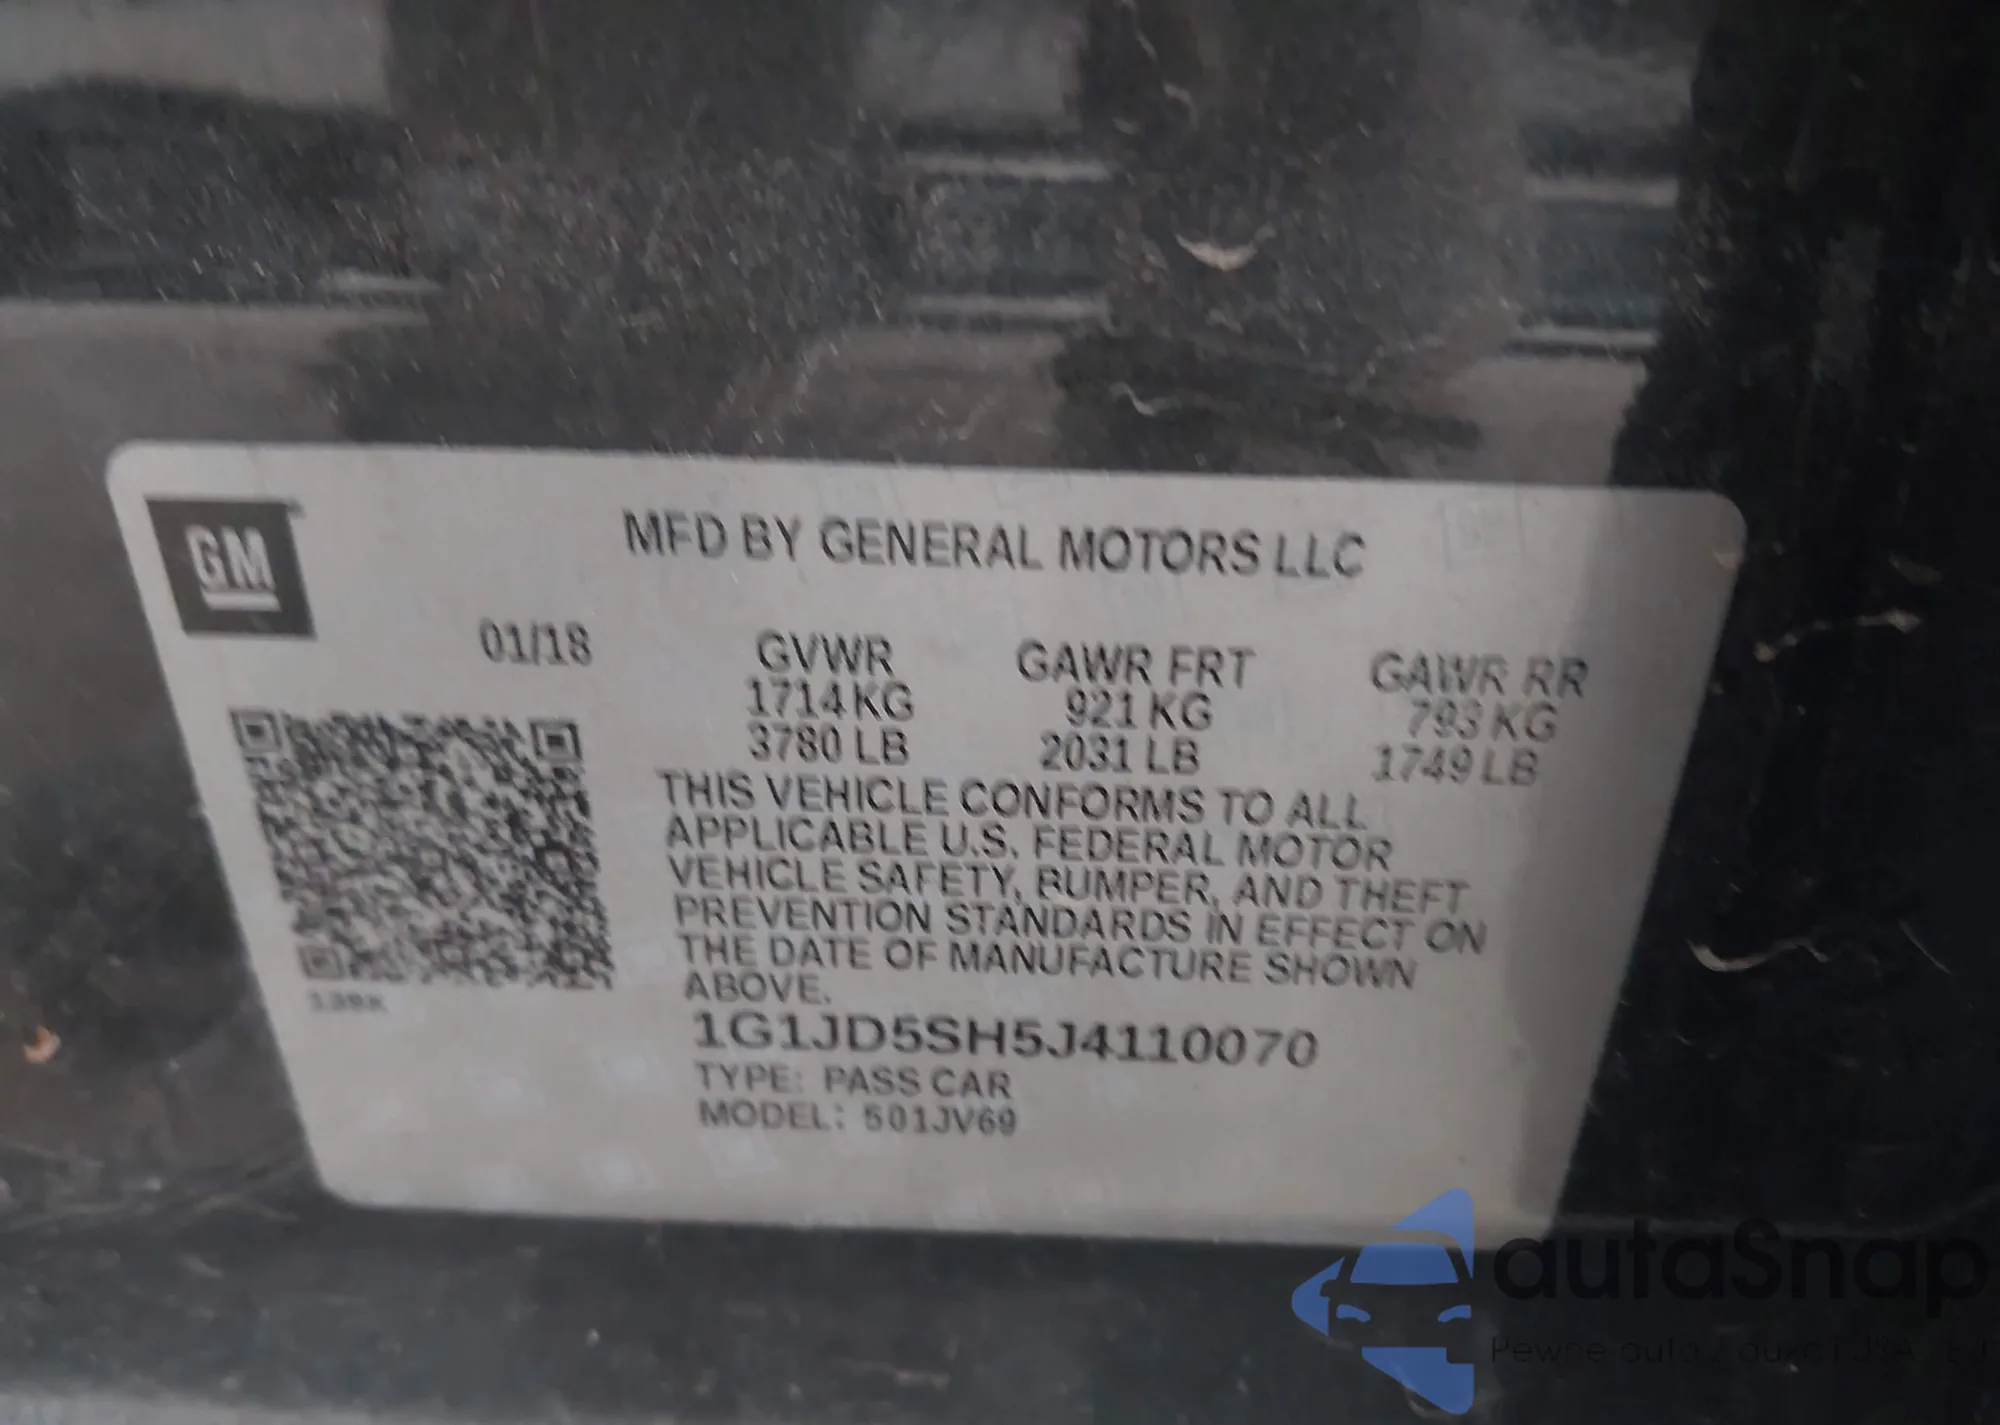 GM
MFD BY GENERAL MOTORS LLC
01/18
GVWR GAWR FRT GAWR RR
1714 KG 921 KG 793 KG
3780 LB 2031 LB 1749 LB
THIS VEHICLE CONFORMS TO ALL
APPLICABLE U.S. FEDERAL MOTOR
VEHICLE SAFETY, BUMPER, AND THEFT
PREVENTION STANDARDS IN EFFECT ON
THE DATE OF MANUFACTURE SHOWN
ABOVE.
1G1JD5SH5J4110070
TYPE: PASS CAR
MODEL: 501JV69
autaSnap
Pewne auta z